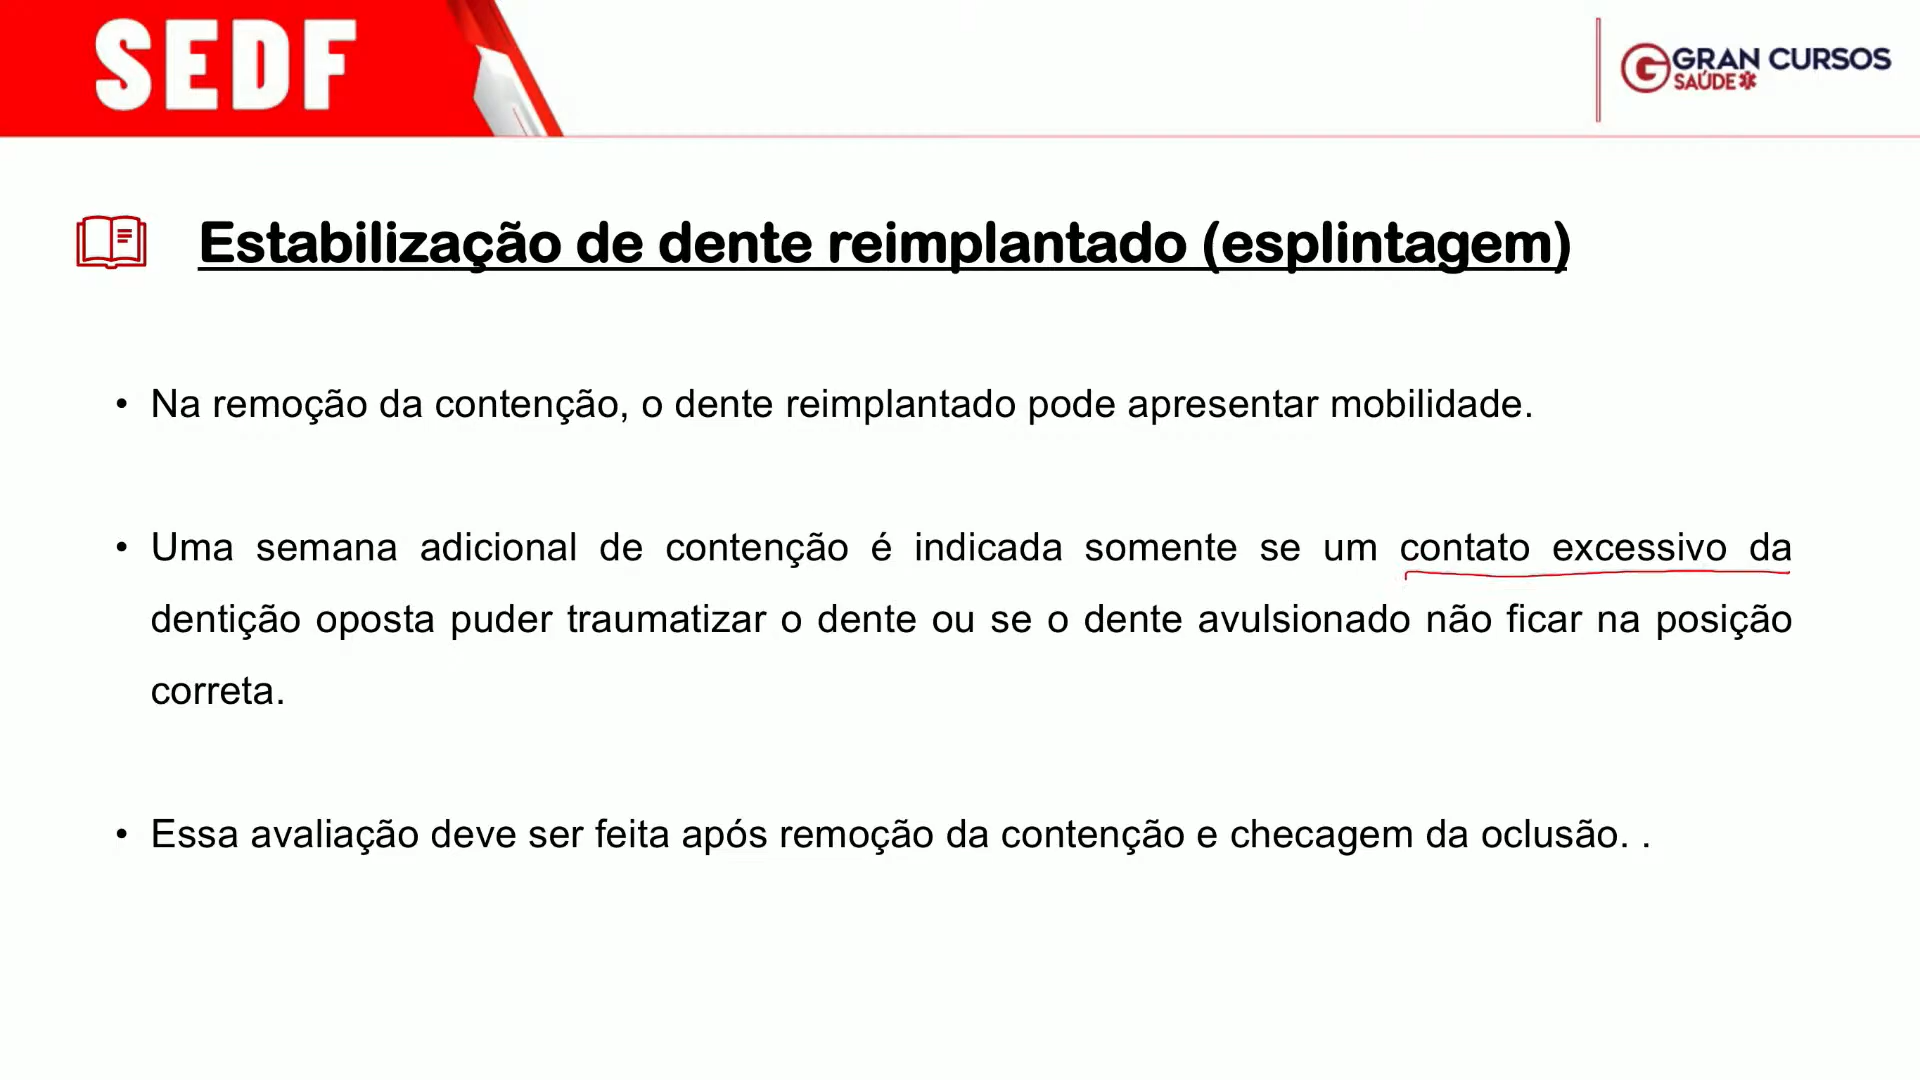 SEDF
GRAN CURSOS
SAÚDE
Estabilização de dente reimplantado (esplintagem)
• Na remoção da contenção, o dente reimplantado pode apresentar mobilidade.
• Uma semana adicional de contenção é indicada somente se um contato excessivo da
dentição oposta puder traumatizar o dente ou se o dente avulsionado não ficar na posição
correta.
• Essa avaliação deve ser feita após remoção da contenção e checagem da oclusão. .